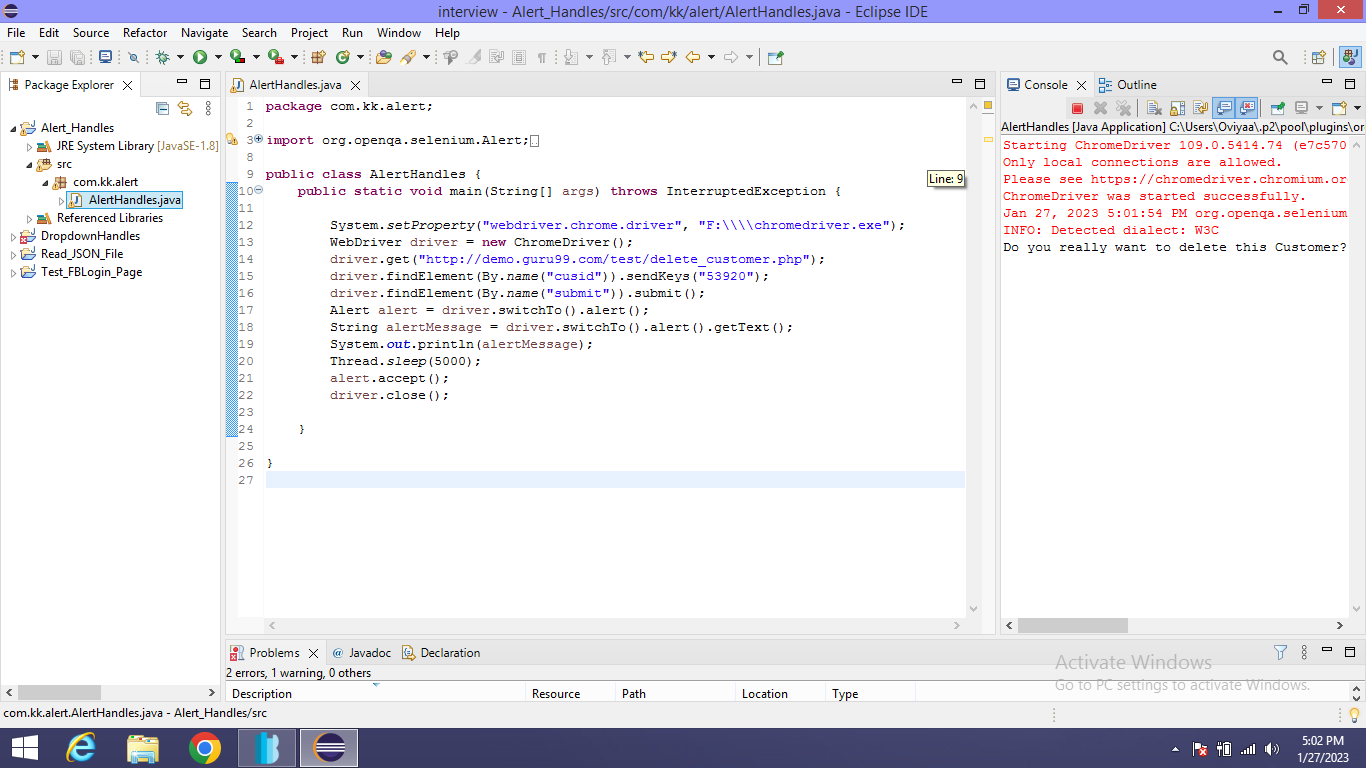 interview - Alert_Handles/src/com/kk/alert/AlertHandles.java - Eclipse IDE
File Edit Source Refactor Navigate Search Project Run Window Help
Package Explorer
Alert_Handles
JRE System Library [JavaSE-1.8]
src
com.kk.alert
AlertHandles.java
Referenced Libraries
DropdownHandles
Read_JSON_File
Test_FBLogin_Page
AlertHandles.java
1 package com.kk.alert;
2
3 import org.openqa.selenium.Alert;
8
9 public class AlertHandles {
10 public static void main(String[] args) throws InterruptedException {
11
12 System.setProperty("webdriver.chrome.driver", "F:\\\\chromedriver.exe");
13 WebDriver driver = new ChromeDriver();
14 driver.get("http://demo.guru99.com/test/delete_customer.php");
15 driver.findElement(By.name("cusid")).sendKeys("53920");
16 driver.findElement(By.name("submit")).submit();
17 Alert alert = driver.switchTo().alert();
18 String alertMessage = driver.switchTo().alert().getText();
19 System.out.println(alertMessage);
20 Thread.sleep(5000);
21 alert.accept();
22 driver.close();
23
24 }
25
26 }
27
Line: 9
Console Outline
AlertHandles [Java Application] C:\Users\Oviyaa\.p2\pool\plugins\or
Starting ChromeDriver 109.0.5414.74 (e7c570
Only local connections are allowed.
Please see https://chromedriver.chromium.or
ChromeDriver was started successfully.
Jan 27, 2023 5:01:54 PM org.openqa.selenium
INFO: Detected dialect: W3C
Do you really want to delete this Customer?
Problems @ Javadoc Declaration
2 errors, 1 warning, 0 others
Description Resource Path Location Type
Activate Windows
Go to PC settings to activate Windows.
com.kk.alert.AlertHandles.java - Alert_Handles/src
5:02 PM
1/27/2023